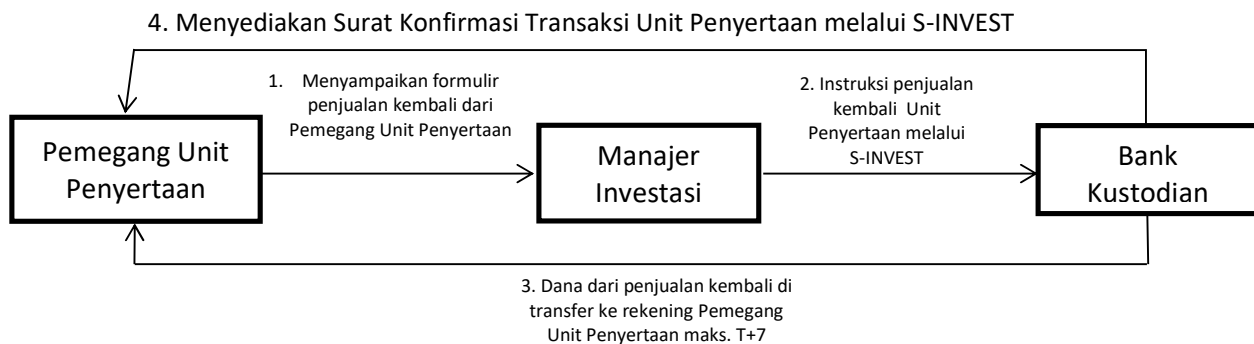 4. Menyediakan Surat Konfirmasi Transaksi Unit Penyertaan melalui S-INVEST
1. Menyampaikan formulir
penjualan kembali dari
Pemegang Unit Penyertaan
2. Instruksi penjualan
kembali Unit
Penyertaan melalui
S-INVEST
Pemegang Unit
Penyertaan
Manajer
Investasi
Bank
Kustodian
3. Dana dari penjualan kembali di
transfer ke rekening Pemegang
Unit Penyertaan maks. T+7